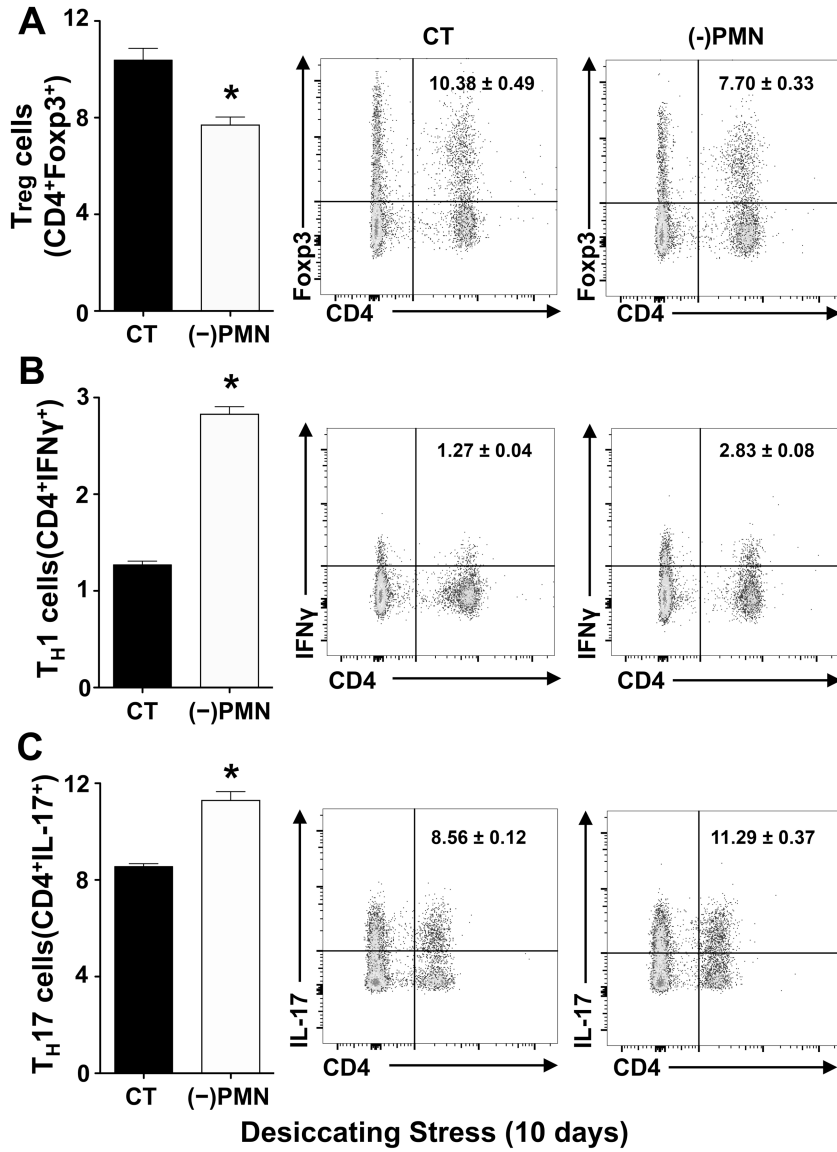 A
Treg cells
(CD4⁺Foxp3⁺)
12
8
4
0
*
CT
(−)PMN
CT
10.38 ± 0.49
Foxp3
CD4
(-)PMN
7.70 ± 0.33
Foxp3
CD4
B
T_H1 cells(CD4⁺IFNγ⁺)
3
2
1
0
*
CT
(−)PMN
1.27 ± 0.04
IFNγ
CD4
2.83 ± 0.08
IFNγ
CD4
C
T_H17 cells(CD4⁺IL-17⁺)
12
8
4
0
*
CT
(−)PMN
8.56 ± 0.12
IL-17
CD4
11.29 ± 0.37
IL-17
CD4
Desiccating Stress (10 days)